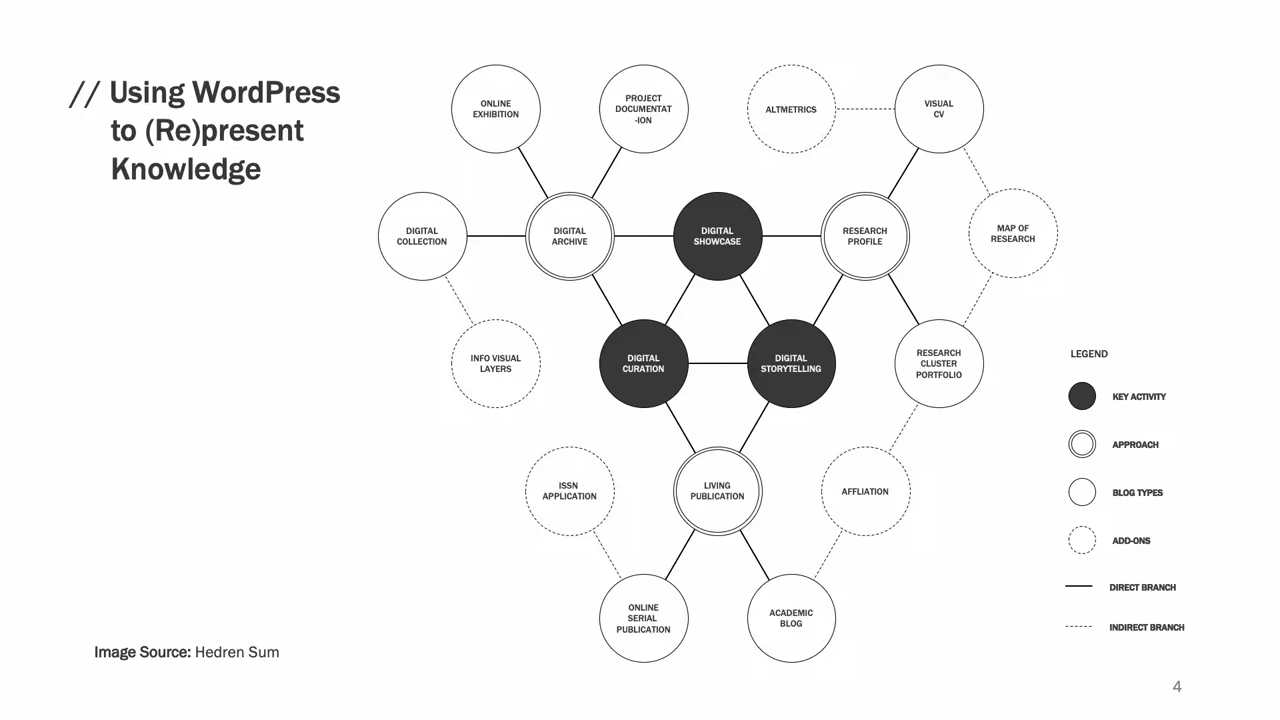 // Using WordPress
to (Re)present
Knowledge
ONLINE
EXHIBITION
PROJECT
DOCUMENTAT
-ION
ALTMETRICS
VISUAL
CV
DIGITAL
COLLECTION
DIGITAL
ARCHIVE
DIGITAL
SHOWCASE
RESEARCH
PROFILE
MAP OF
RESEARCH
INFO VISUAL
LAYERS
DIGITAL
CURATION
DIGITAL
STORYTELLING
RESEARCH
CLUSTER
PORTFOLIO
ISSN
APPLICATION
LIVING
PUBLICATION
AFFLIATION
ONLINE
SERIAL
PUBLICATION
ACADEMIC
BLOG
LEGEND
KEY ACTIVITY
APPROACH
BLOG TYPES
ADD-ONS
DIRECT BRANCH
INDIRECT BRANCH
Image Source: Hedren Sum
4